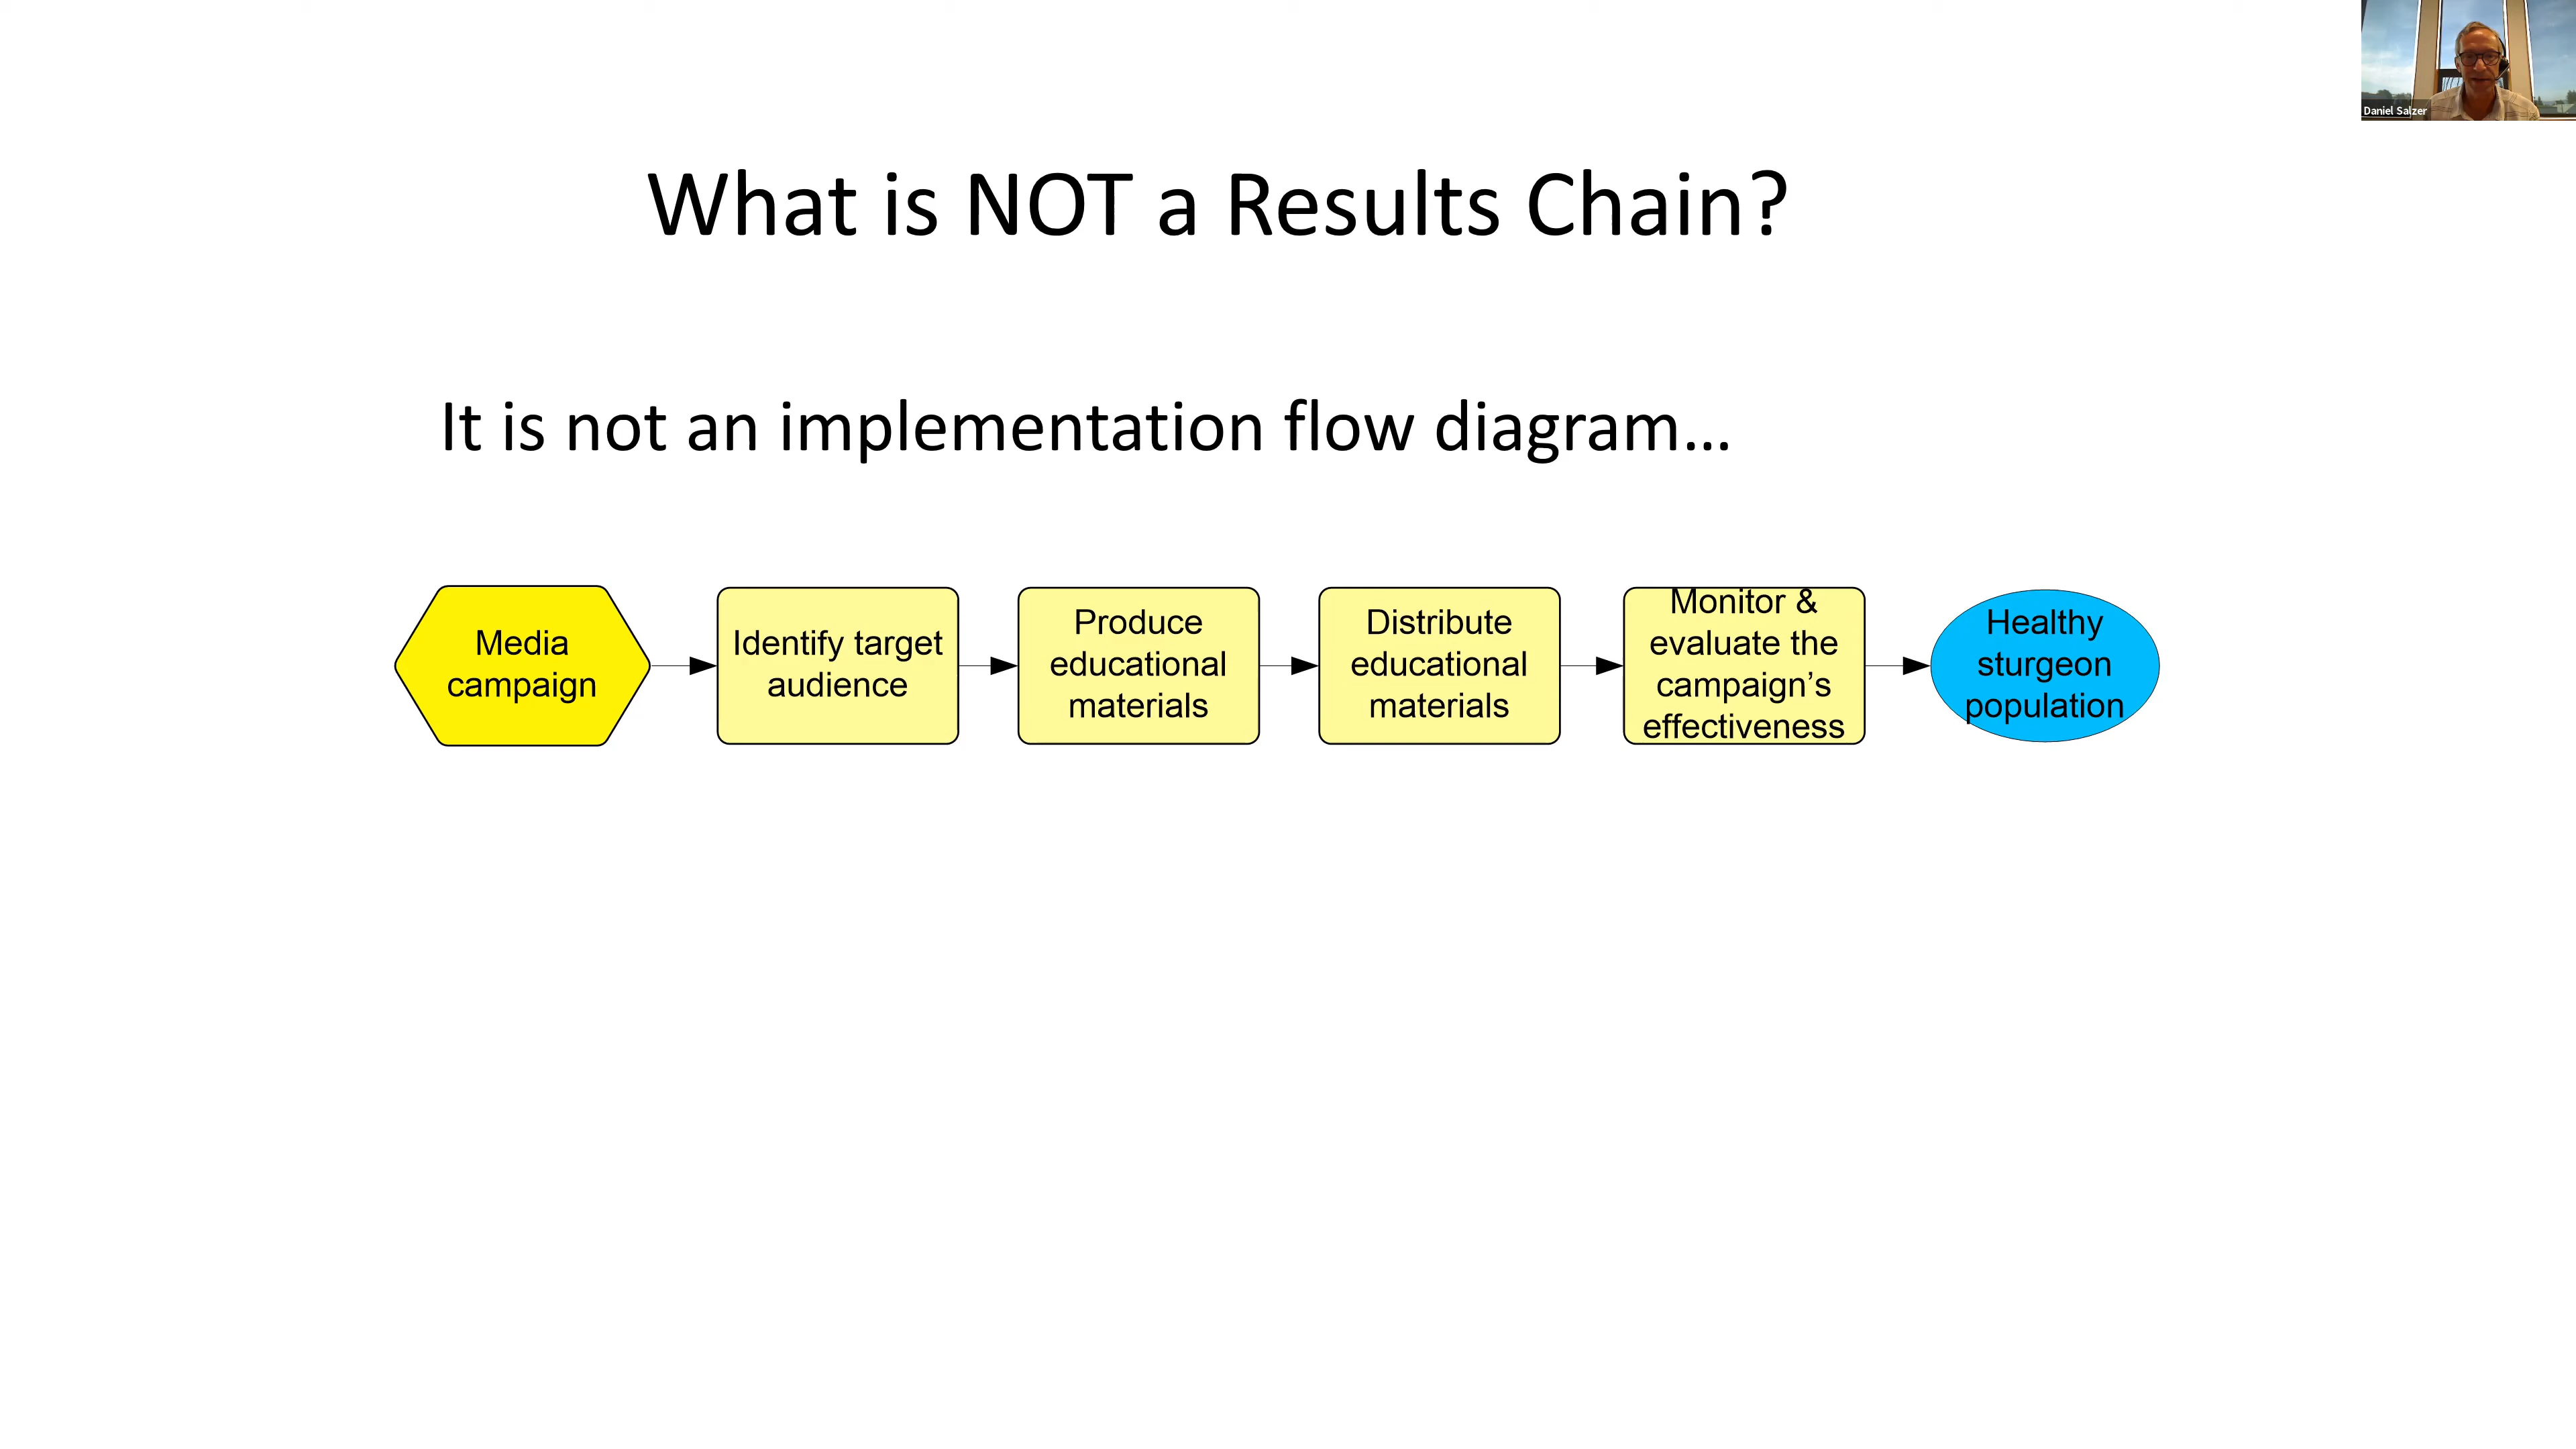 Daniel Salzer
What is NOT a Results Chain?
It is not an implementation flow diagram...
Media
campaign
Identify target
audience
Produce
educational
materials
Distribute
educational
materials
Monitor &
evaluate the
campaign’s
effectiveness
Healthy
sturgeon
population